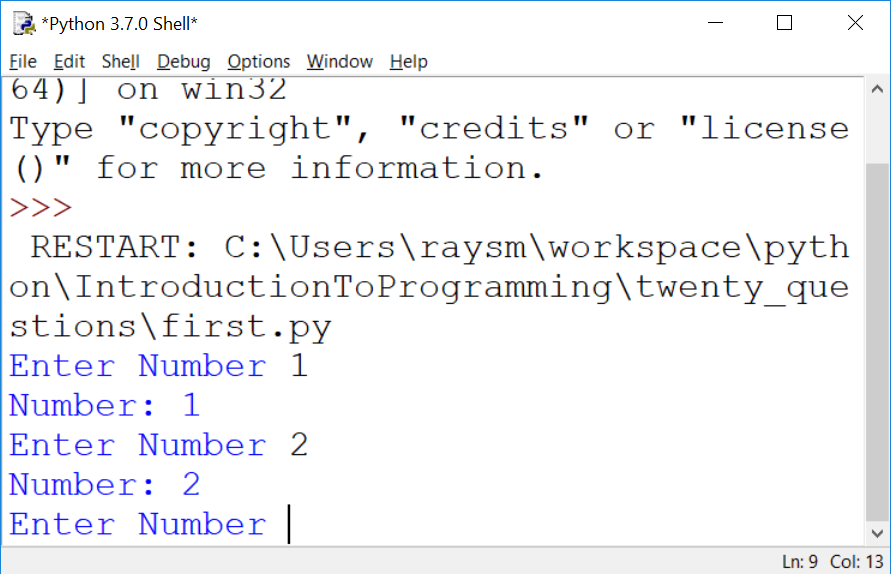 *Python 3.7.0 Shell*
File Edit Shell Debug Options Window Help
64)] on win32
Type "copyright", "credits" or "license
()" for more information.
>>>
 RESTART: C:\Users\raysm\workspace\pyth
on\IntroductionToProgramming\twenty_que
stions\first.py
Enter Number 1
Number: 1
Enter Number 2
Number: 2
Enter Number
Ln: 9 Col: 13